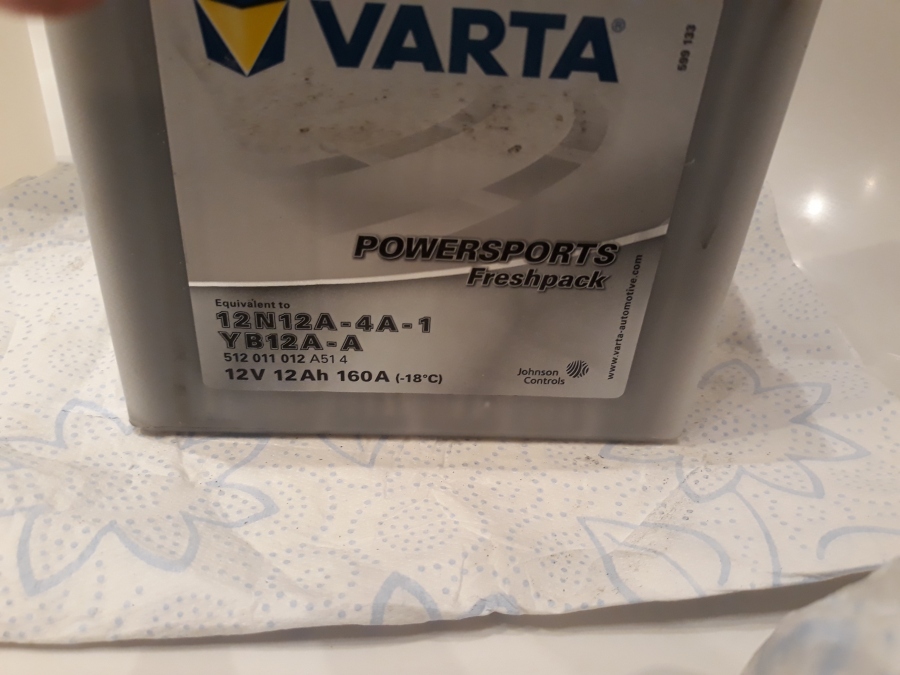 VARTA®
509 133
POWERSPORTS
Freshpack
Equivalent to
12N12A-4A-1
YB12A-A
512 011 012 A51 4
12V 12Ah 160A (-18°C)
Johnson
Controls
www.varta-automotive.com